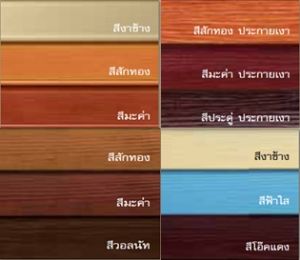 สีงาช้าง
สีสักทอง
สีมะค่า
สีสักทอง
สีมะค่า
สีวอลนัท
สีสักทอง ประกายเงา
สีมะค่า ประกายเงา
สีประดู่ ประกายเงา
สีงาช้าง
สีฟ้าใส
สีโอ๊คแดง